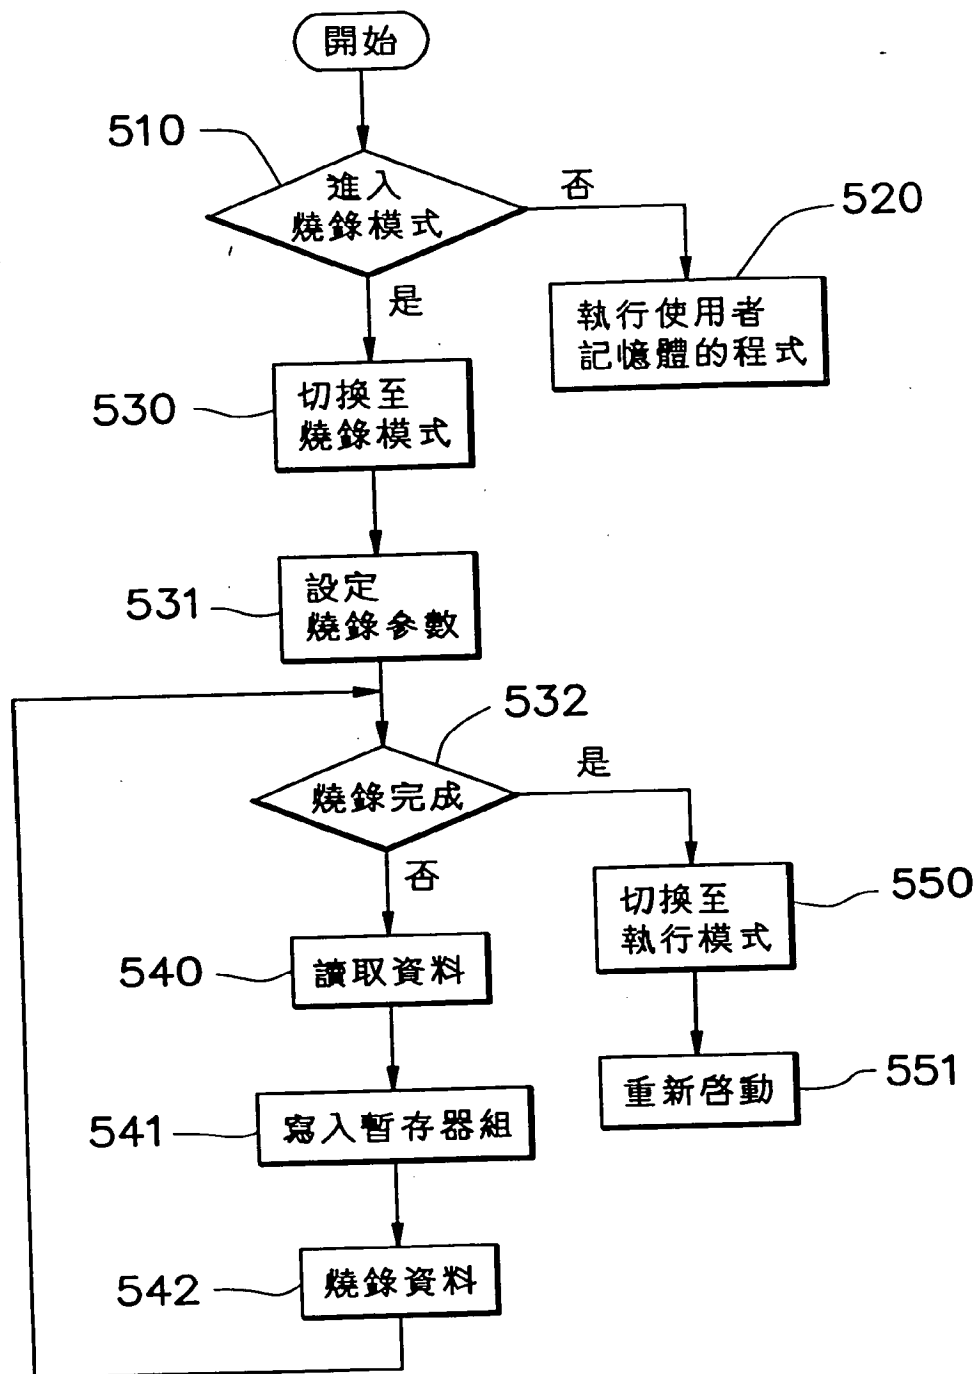 開始
510
進入
燒錄模式
否
520
執行使用者
記憶體的程式
是
530
切換至
燒錄模式
531
設定
燒錄參數
532
燒錄完成
是
否
550
切換至
執行模式
540
讀取資料
551
重新啓動
541
寫入暫存器組
542
燒錄資料